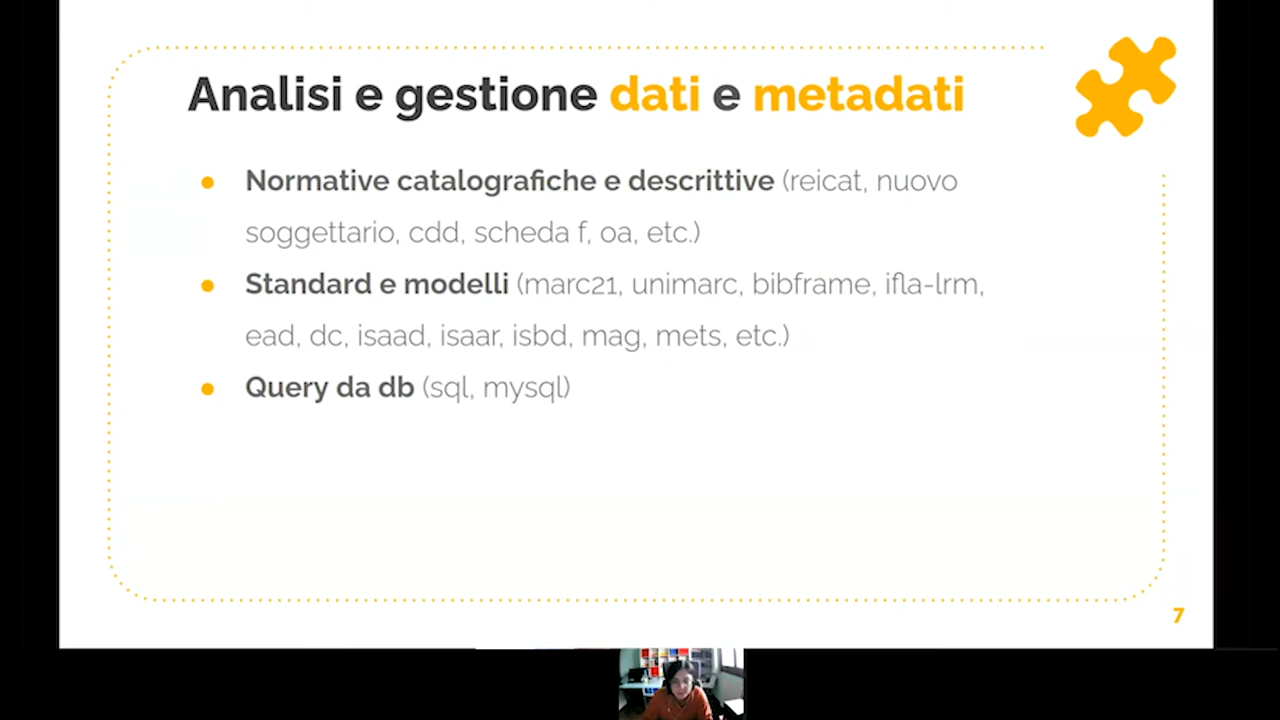 Analisi e gestione dati e metadati
● Normative catalografiche e descrittive (reicat, nuovo
soggettario, cdd, scheda f, oa, etc.)
● Standard e modelli (marc21, unimarc, bibframe, ifla-lrm,
ead, dc, isaad, isaar, isbd, mag, mets, etc.)
● Query da db (sql, mysql)
7